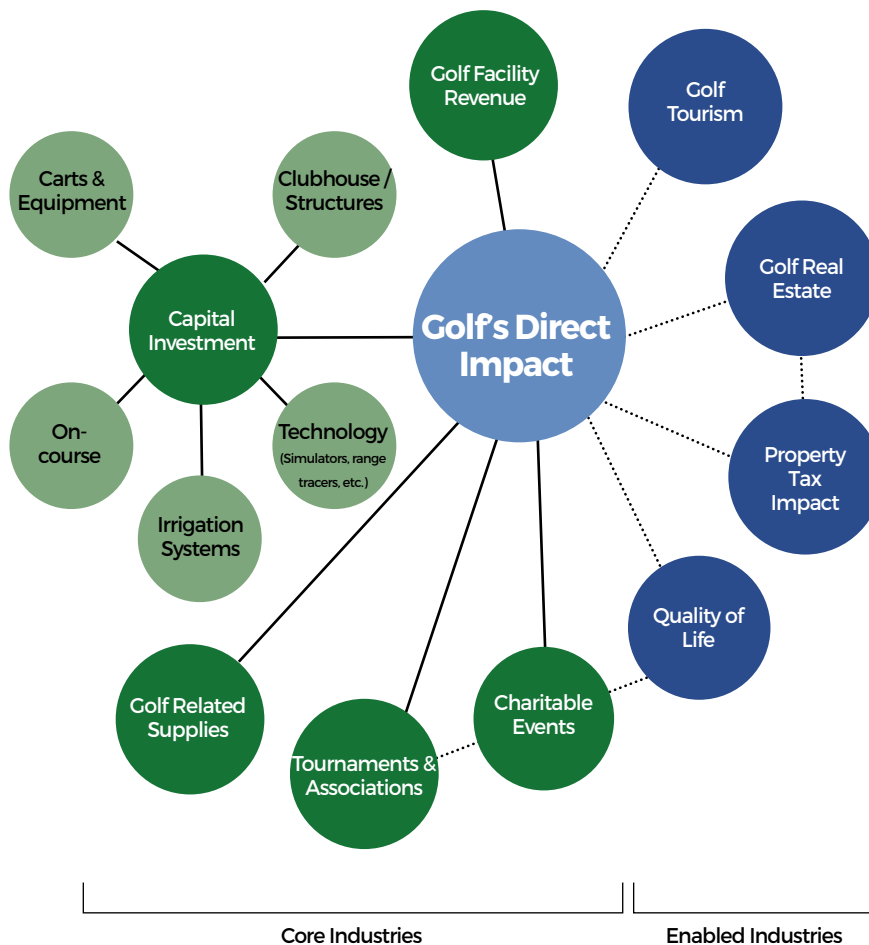 Golf Facility
Revenue
Golf
Tourism
Carts &
Equipment
Clubhouse /
Structures
Golf Real
Estate
Capital
Investment
Golf's Direct
Impact
On-
course
Technology
(Simulators, range
tracers, etc.)
Property
Tax
Impact
Irrigation
Systems
Quality of
Life
Golf Related
Supplies
Charitable
Events
Tournaments &
Associations
Core Industries
Enabled Industries